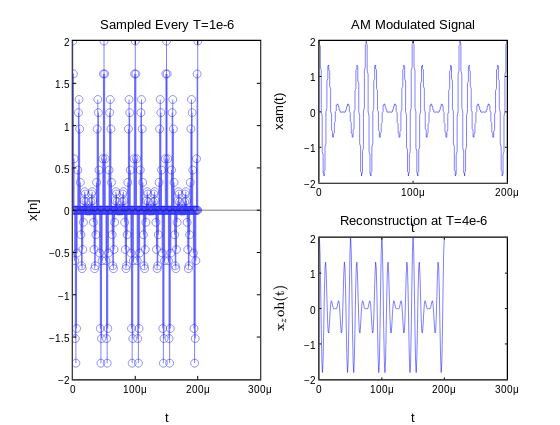 Sampled Every T=1e-6
2
1.5
1
0.5
0
−0.5
−1
−1.5
−2
0
100μ
200μ
300μ
x[n]
t
AM Modulated Signal
2
1
0
−1
−2
0
100μ
200μ
xam(t)
t
Reconstruction at T=4e-6
2
1
0
−1
−2
0
100μ
200μ
300μ
x_zoh(t)
t